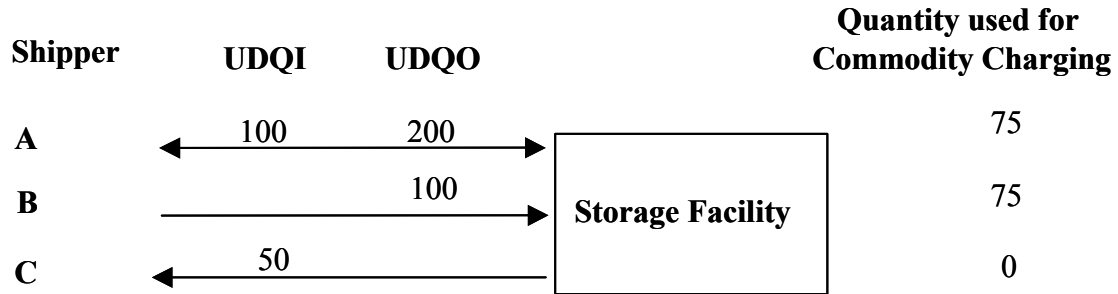 Shipper UDQI UDQO Quantity used for
Commodity Charging
A 100 200 75
B 100 Storage Facility 75
C 50 0